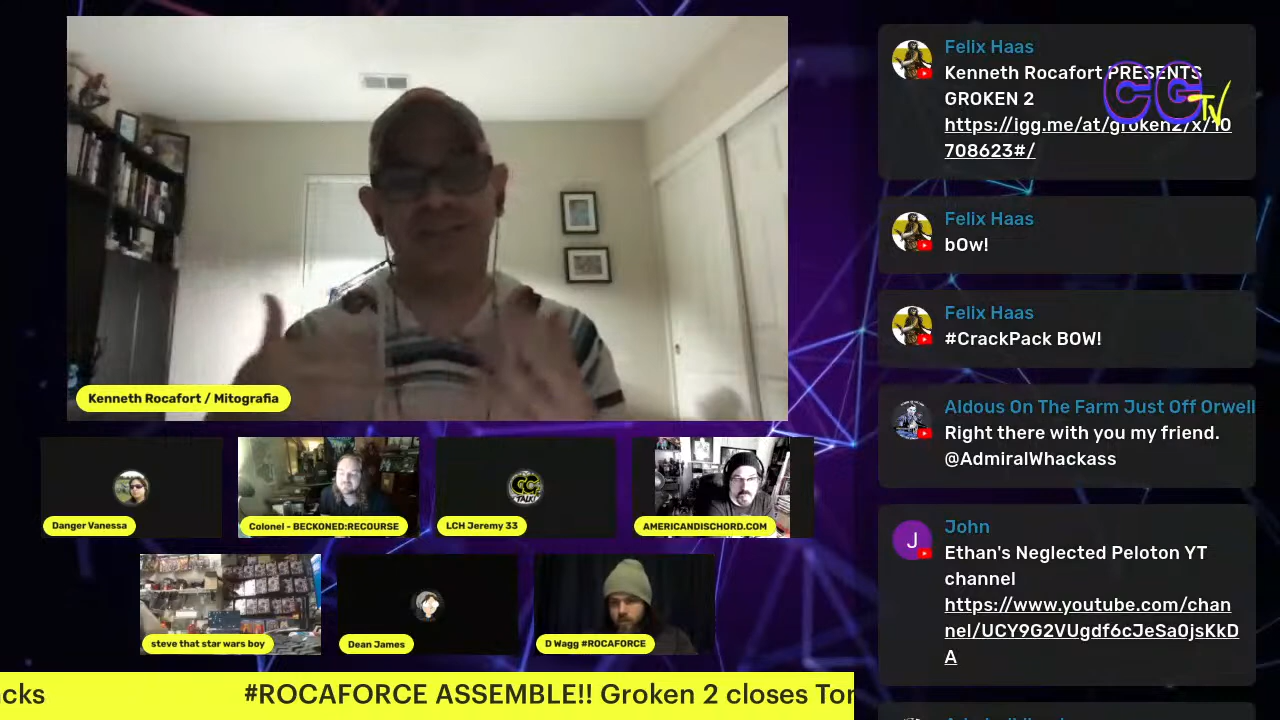 Kenneth Rocafort / Mitografia
Danger Vanessa
Colonel - BECKONED:RECOURSE
LCH Jeremy 33
GG
TALK!
AMERICANDISCHORD.COM
steve that star wars boy
Dean James
D Wagg #ROCAFORCE
cks
#ROCAFORCE ASSEMBLE!! Groken 2 closes Tor
CG TV
Felix Haas
Kenneth Rocafort PRESENTS
GROKEN 2
https://igg.me/at/groken2/x/10
708623#/
Felix Haas
bOw!
Felix Haas
#CrackPack BOW!
Aldous On The Farm Just Off Orwell
Right there with you my friend.
@AdmiralWhackass
J
John
Ethan's Neglected Peloton YT
channel
https://www.youtube.com/chan
nel/UCY9G2VUgdf6cJeSa0jsKkD
A